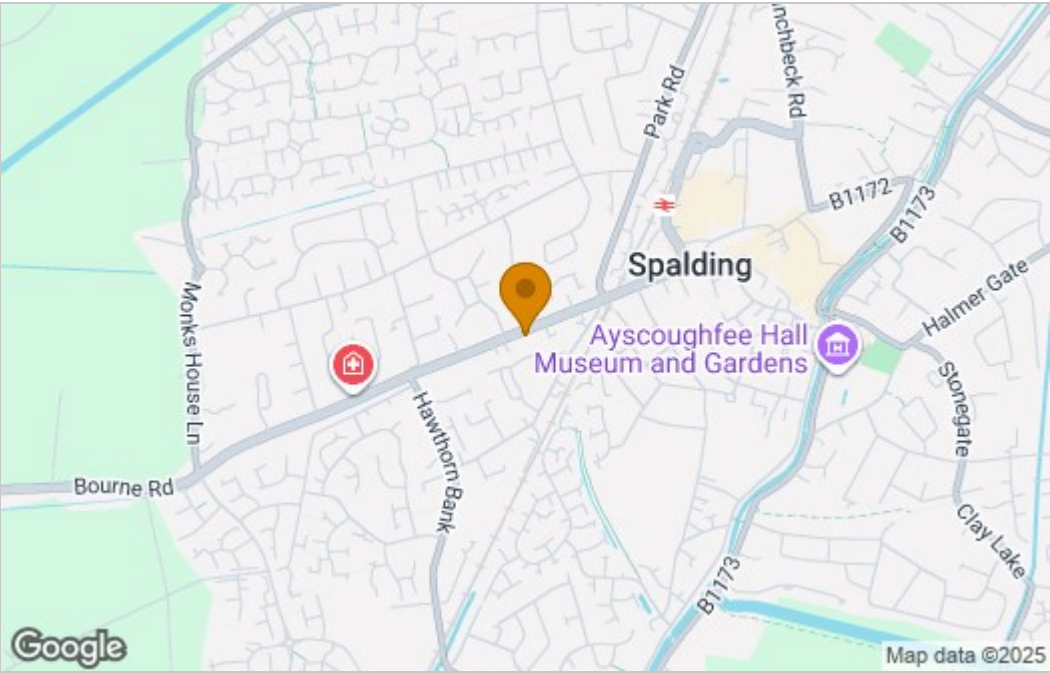 Park Rd
nchbeck Rd
B1172
B1173
Spalding
Halmer Gate
Monks House Ln
Ayscoughfee Hall
Museum and Gardens
Stonegate
Hawthorn Bank
Bourne Rd
Clay Lake
B1173
Google
Map data ©2025